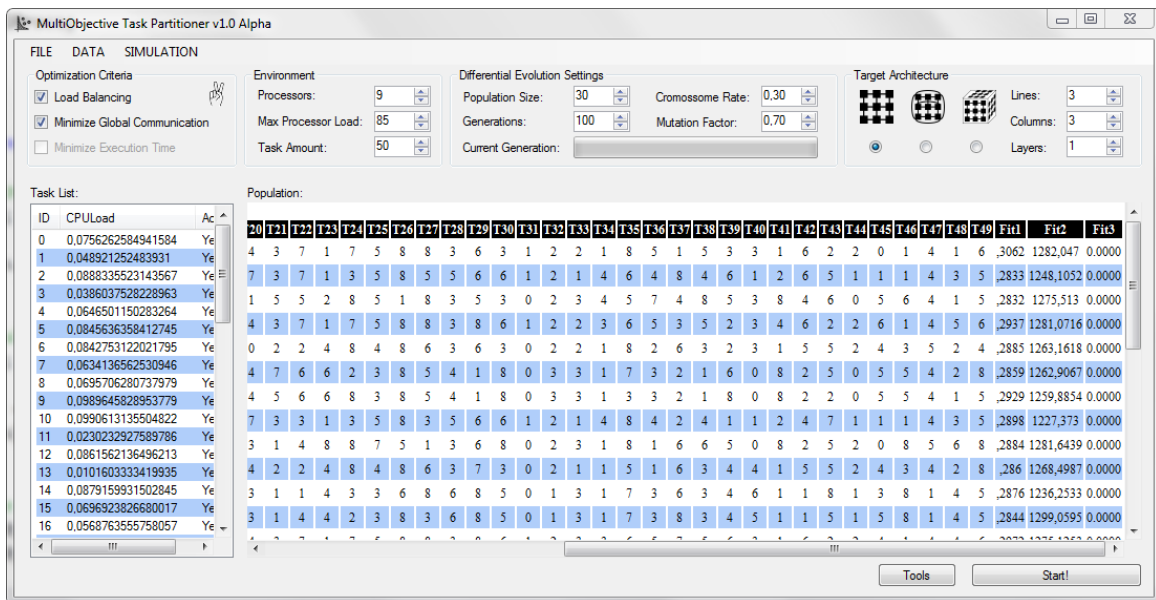 MultiObjective Task Partitioner v1.0 Alpha
FILE DATA SIMULATION
Optimization Criteria
Load Balancing
Minimize Global Communication
Minimize Execution Time
Environment
Processors: 9
Max Processor Load: 85
Task Amount: 50
Differential Evolution Settings
Population Size: 30 Cromossome Rate: 0,30
Generations: 100 Mutation Factor: 0,70
Current Generation:
Target Architecture
Lines: 3
Columns: 3
Layers: 1
Task List:
ID CPULoad Ac
0 0,0756262584941584 Ye
1 0,048921252483931 Ye
2 0,0888335523143567 Ye
3 0,0386037528228963 Ye
4 0,0646501150283264 Ye
5 0,0845636358412745 Ye
6 0,0842753122021795 Ye
7 0,0634136562530946 Ye
8 0,0695706280737979 Ye
9 0,0989645828953779 Ye
10 0,0990613135504822 Ye
11 0,0230232927589786 Ye
12 0,0861562136496213 Ye
13 0,0101603333419935 Ye
14 0,0879159931502845 Ye
15 0,0696923826680017 Ye
16 0,0568763555758057 Ye
Population:
20 T21 T22 T23 T24 T25 T26 T27 T28 T29 T30 T31 T32 T33 T34 T35 T36 T37 T38 T39 T40 T41 T42 T43 T44 T45 T46 T47 T48 T49 Fit1 Fit2 Fit3
4 3 7 1 7 5 8 8 3 6 3 1 2 2 1 8 5 1 5 3 3 1 6 2 2 0 1 4 1 6 ,3062 1282,047 0.0000
7 3 7 1 3 5 8 5 5 6 6 1 2 1 4 6 4 8 4 6 1 2 6 5 1 1 1 4 3 5 ,2833 1248,1052 0.0000
1 5 5 2 8 5 1 8 3 5 3 0 2 3 4 5 7 4 8 5 3 8 4 6 0 5 6 4 1 5 ,2832 1275,513 0.0000
4 3 7 1 7 5 8 8 3 8 6 1 2 2 3 6 5 3 5 2 3 4 6 2 2 6 1 4 5 6 ,2937 1281,0716 0.0000
0 2 2 4 8 4 8 6 3 6 3 0 2 2 1 8 2 6 3 2 3 1 5 5 2 4 3 5 2 4 ,2885 1263,1618 0.0000
4 7 6 6 2 3 8 5 4 1 8 0 3 3 1 7 3 2 1 6 0 8 2 5 0 5 5 4 2 8 ,2859 1262,9067 0.0000
4 5 6 6 8 3 8 5 4 1 8 0 3 3 1 3 3 2 1 8 0 8 2 2 0 5 5 4 1 5 ,2929 1259,8854 0.0000
7 3 3 1 3 5 8 3 5 6 6 1 2 1 4 8 4 2 4 1 1 2 4 7 1 1 1 4 3 5 ,2898 1227,373 0.0000
3 1 4 8 8 7 5 1 3 6 8 0 2 3 1 8 1 6 6 5 0 8 2 5 2 0 8 5 6 8 ,2884 1281,6439 0.0000
4 2 2 4 8 4 8 6 3 7 3 0 2 1 1 5 1 6 3 4 4 1 5 5 2 4 3 4 2 8 ,286 1268,4987 0.0000
3 1 1 4 3 3 6 8 6 8 5 0 1 3 1 7 3 6 3 4 6 1 1 8 1 3 8 1 4 5 ,2876 1236,2533 0.0000
3 1 4 4 2 3 8 3 6 8 5 0 1 3 1 7 3 8 3 4 5 1 1 5 1 5 8 1 4 5 ,2844 1299,0595 0.0000
Tools Start!